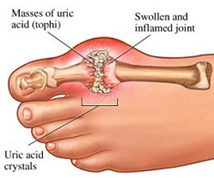 Masses of uric
acid (tophi)
Swollen and
inflamed joint
Uric acid
crystals